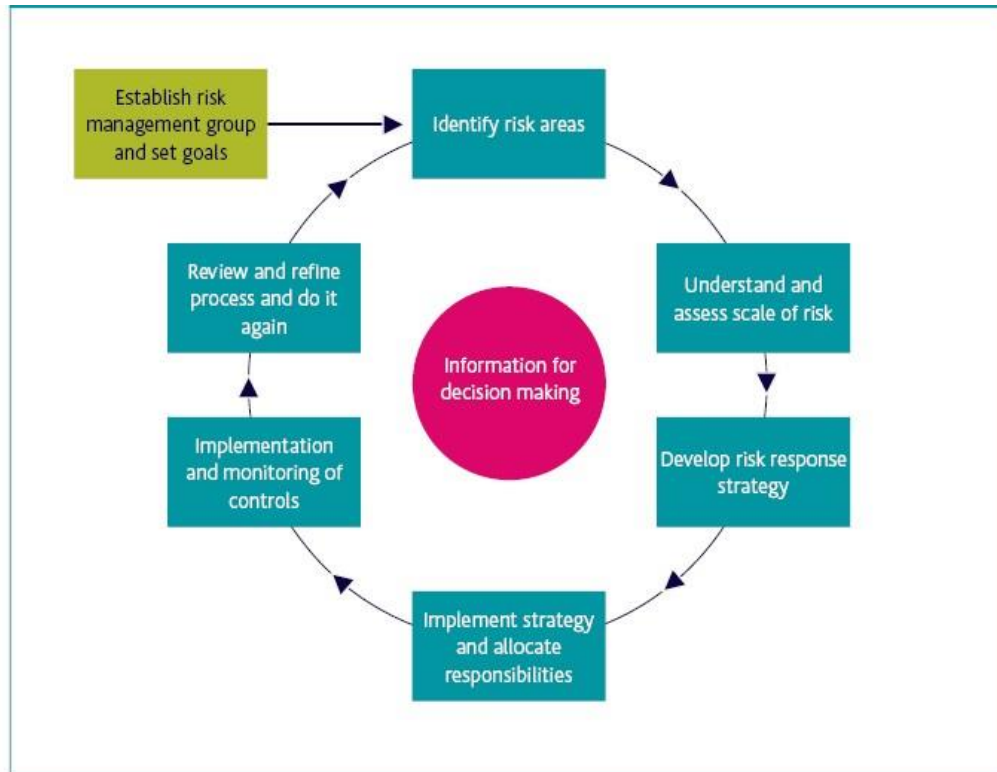 Establish risk
management group
and set goals
Identify risk areas
Understand and
assess scale of risk
Develop risk response
strategy
Implement strategy
and allocate
responsibilities
Implementation
and monitoring of
controls
Review and refine
process and do it
again
Information for
decision making